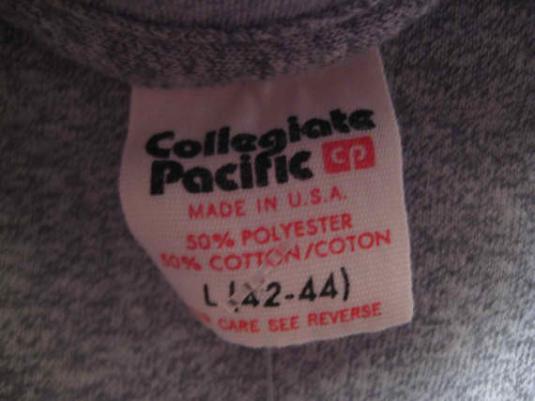 Collegiate
Pacific cp
MADE IN U.S.A.
50% POLYESTER
50% COTTON/COTON
L (42-44)
CARE SEE REVERSE